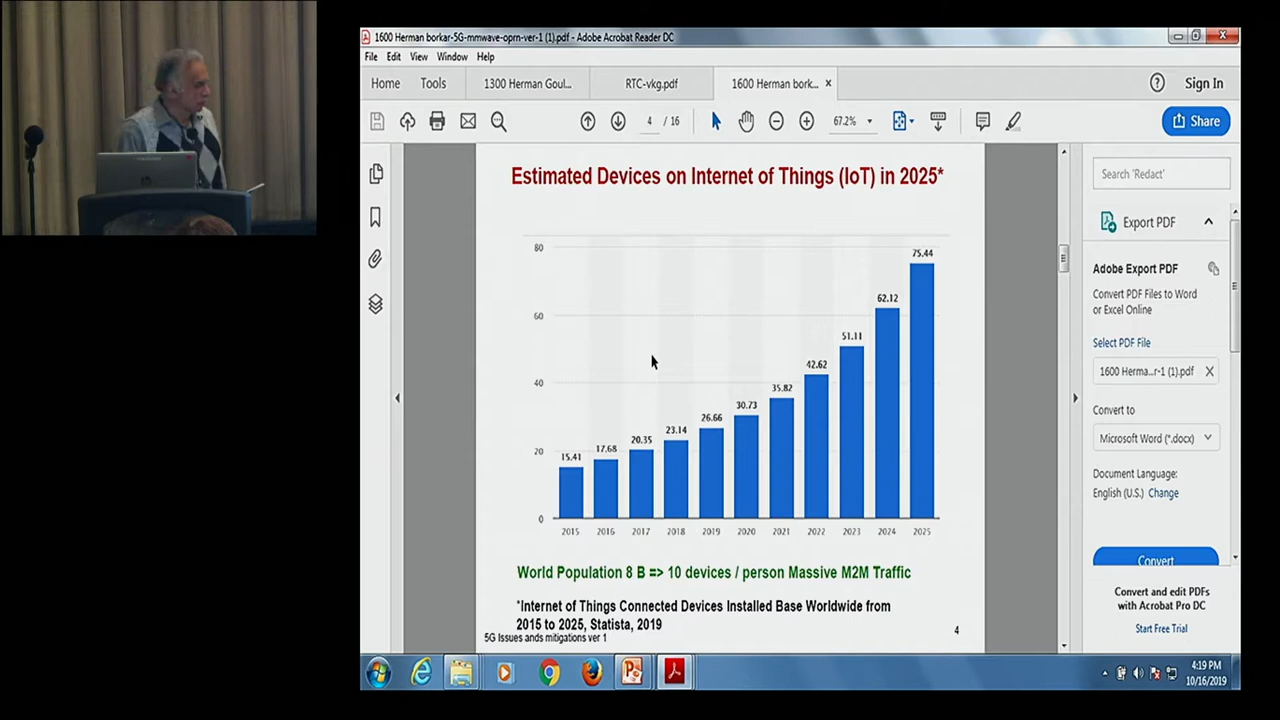 1600 Herman borkar-5G-mmwave-oprn-ver-1 (1).pdf - Adobe Acrobat Reader DC
File Edit View Window Help
Home Tools 1300 Herman Goul... RTC-vkg.pdf 1600 Herman bork... × Sign In
4 / 16 67.2% Share
Estimated Devices on Internet of Things (IoT) in 2025*
80
60
40
20
0
15.41 17.68 20.35 23.14 26.66 30.73 35.82 42.62 51.11 62.12 75.44
2015 2016 2017 2018 2019 2020 2021 2022 2023 2024 2025
World Population 8 B => 10 devices / person Massive M2M Traffic
*Internet of Things Connected Devices Installed Base Worldwide from
2015 to 2025, Statista, 2019
5G Issues ands mitigations ver 1
4
Search 'Redact'
Export PDF
Adobe Export PDF
Convert PDF Files to Word
or Excel Online
Select PDF File
1600 Herma...r-1 (1).pdf
Convert to
Microsoft Word (*.docx)
Document Language:
English (U.S.) Change
Convert
Convert and edit PDFs
with Acrobat Pro DC
Start Free Trial
4:19 PM
10/16/2019